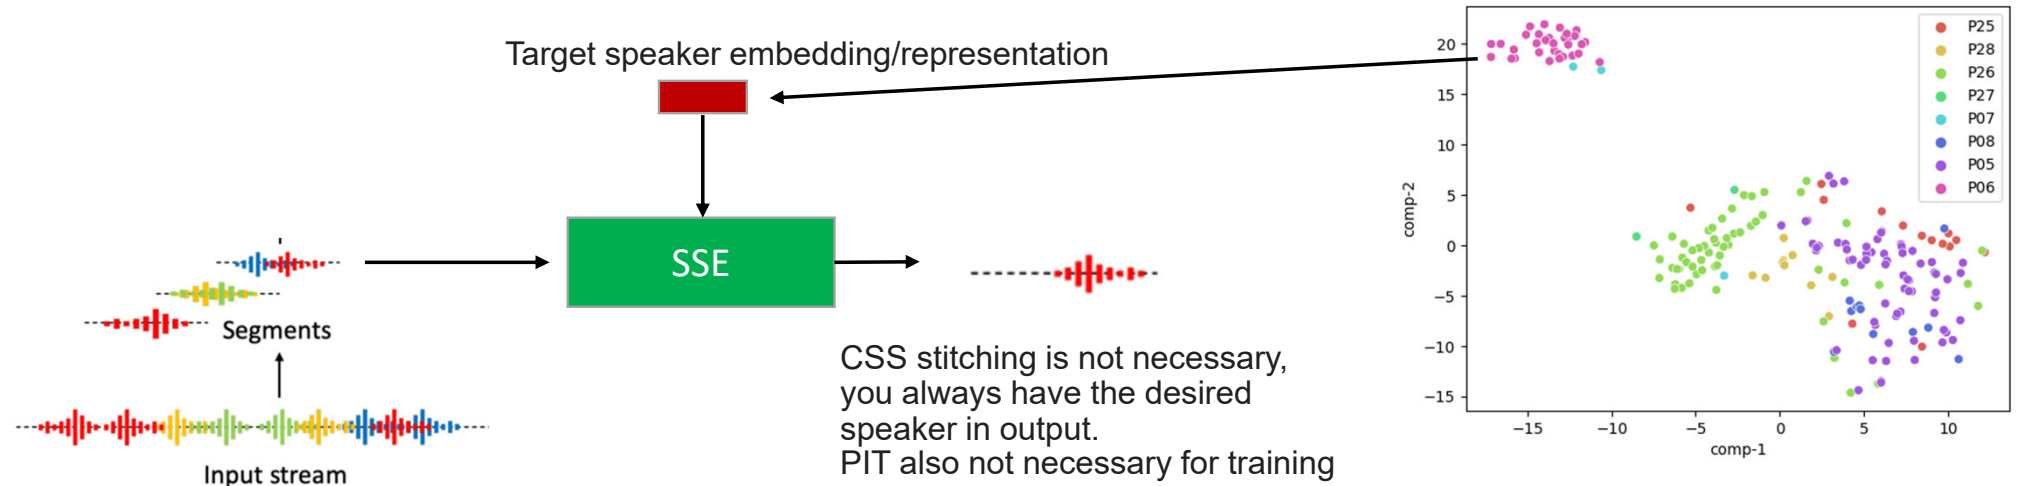 Target speaker embedding/representation
SSE
Segments
Input stream
CSS stitching is not necessary,
you always have the desired
speaker in output.
PIT also not necessary for training
comp-2
20
15
10
5
0
−5
−10
−15
−15
−10
−5
0
5
10
comp-1
P25
P28
P26
P27
P07
P08
P05
P06